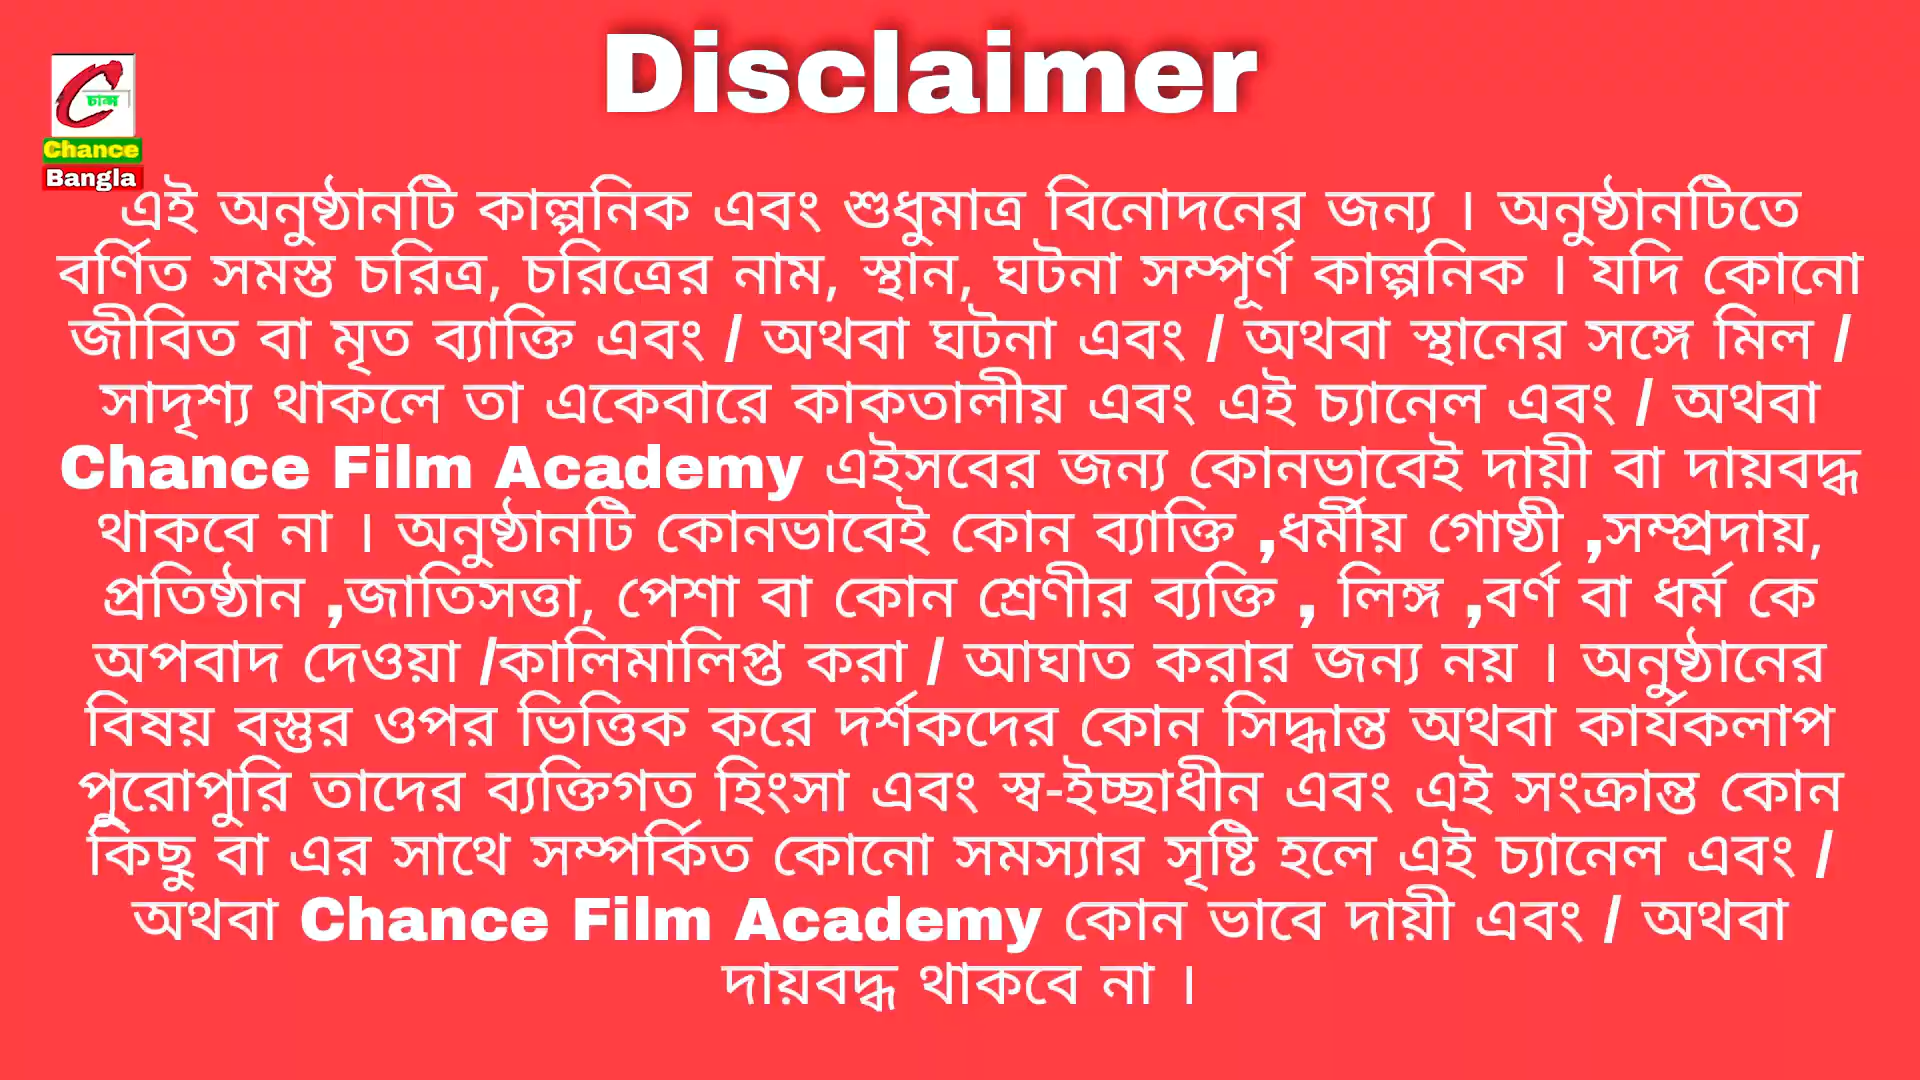 Disclaimer
চান্স
Chance
Bangla
এই অনুষ্ঠানটি কাল্পনিক এবং শুধুমাত্র বিনোদনের জন্য । অনুষ্ঠানটিতে
বর্ণিত সমস্ত চরিত্র, চরিত্রের নাম, স্থান, ঘটনা সম্পূর্ণ কাল্পনিক । যদি কোনো
জীবিত বা মৃত ব্যাক্তি এবং / অথবা ঘটনা এবং / অথবা স্থানের সঙ্গে মিল /
সাদৃশ্য থাকলে তা একেবারে কাকতালীয় এবং এই চ্যানেল এবং / অথবা
Chance Film Academy এইসবের জন্য কোনভাবেই দায়ী বা দায়বদ্ধ
থাকবে না । অনুষ্ঠানটি কোনভাবেই কোন ব্যাক্তি ,ধর্মীয় গোষ্ঠী ,সম্প্রদায়,
প্রতিষ্ঠান ,জাতিসত্তা, পেশা বা কোন শ্রেণীর ব্যক্তি , লিঙ্গ ,বর্ণ বা ধর্ম কে
অপবাদ দেওয়া /কালিমালিপ্ত করা / আঘাত করার জন্য নয় । অনুষ্ঠানের
বিষয় বস্তুর ওপর ভিত্তিক করে দর্শকদের কোন সিদ্ধান্ত অথবা কার্যকলাপ
পুরোপুরি তাদের ব্যক্তিগত হিংসা এবং স্ব-ইচ্ছাধীন এবং এই সংক্রান্ত কোন
কিছু বা এর সাথে সম্পর্কিত কোনো সমস্যার সৃষ্টি হলে এই চ্যানেল এবং /
অথবা Chance Film Academy কোন ভাবে দায়ী এবং / অথবা
দায়বদ্ধ থাকবে না ।